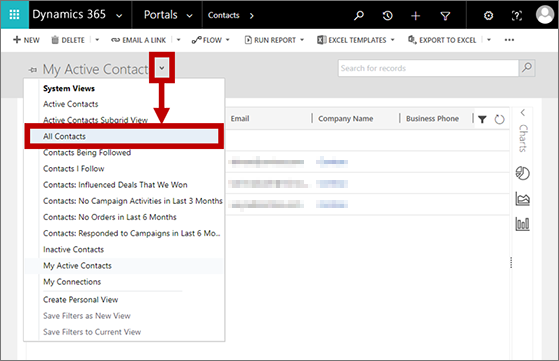 Dynamics 365 Portals Contacts
+ NEW DELETE EMAIL A LINK FLOW RUN REPORT EXCEL TEMPLATES EXPORT TO EXCEL ...
My Active Contacts Search for records
System Views
Active Contacts
Active Contacts Subgrid View
Email Company Name Business Phone
All Contacts
Contacts Being Followed
Contacts I Follow
Contacts: Influenced Deals That We Won
Contacts: No Campaign Activities in Last 3 Months
Contacts: No Orders in Last 6 Months
Contacts: Responded to Campaigns in Last 6 Mo...
Inactive Contacts
My Active Contacts
My Connections
Create Personal View
Save Filters as New View
Save Filters to Current View
Charts